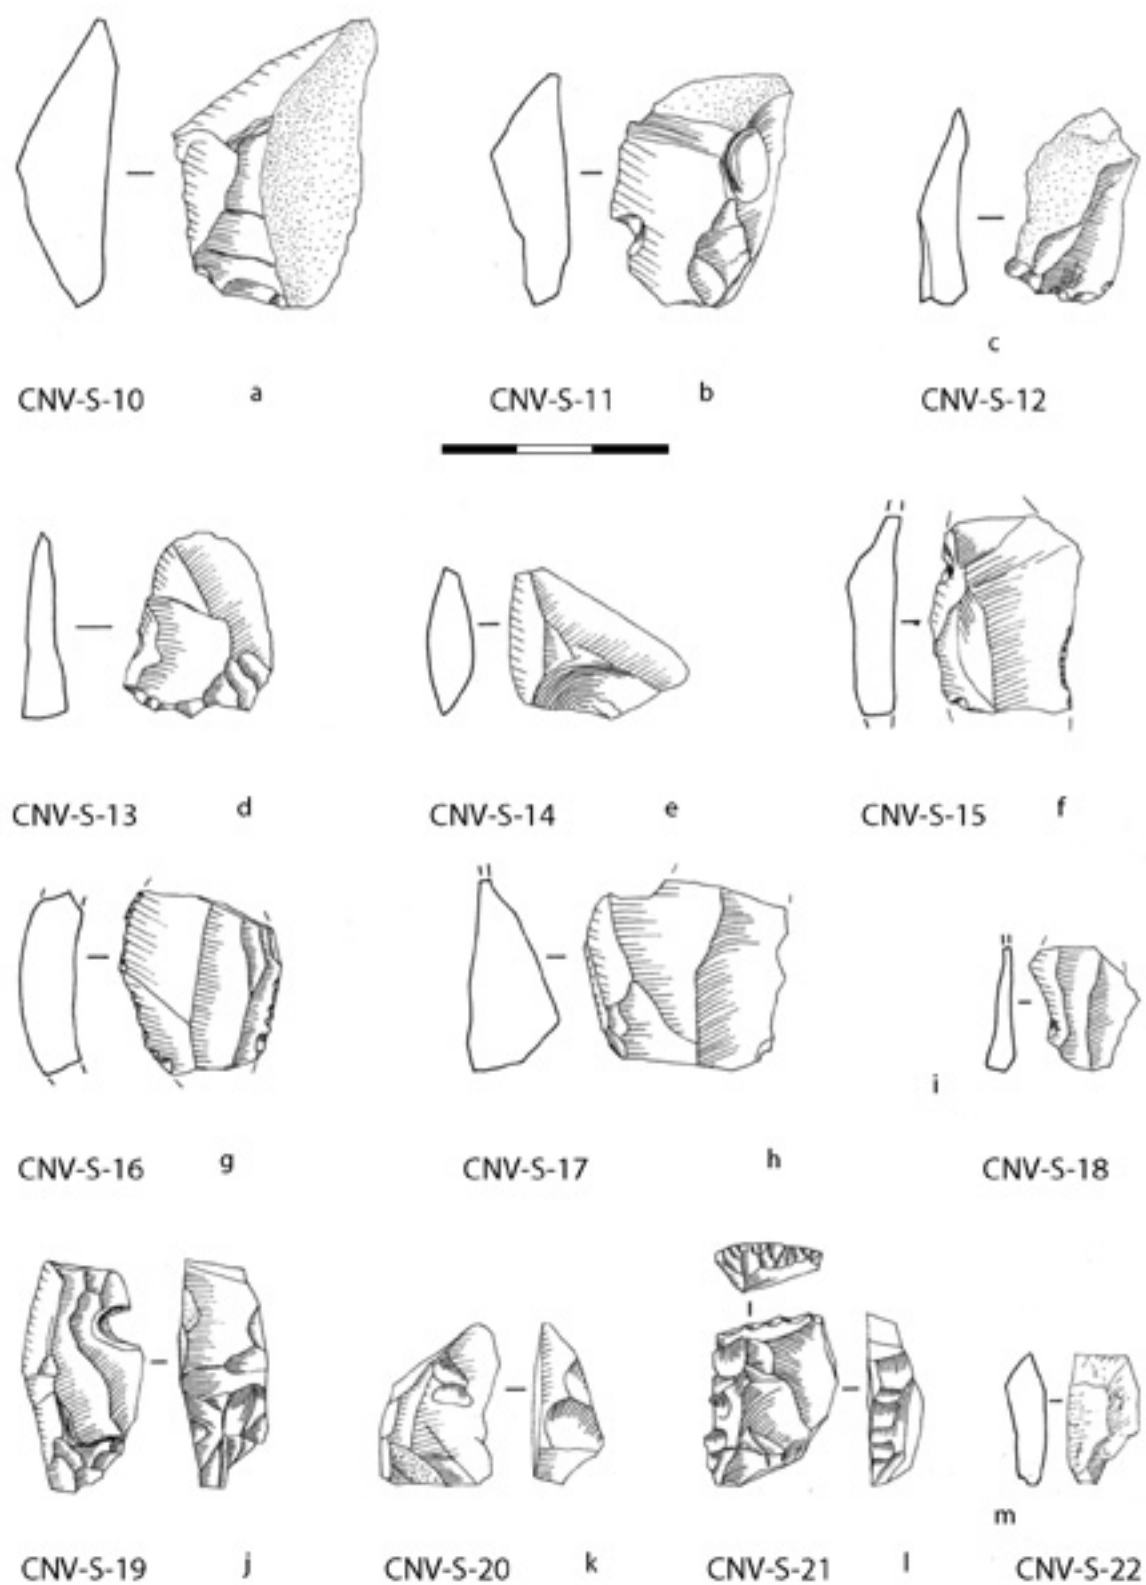 c
CNV-S-10 a CNV-S-11 b CNV-S-12
CNV-S-13 d CNV-S-14 e CNV-S-15 f
i
CNV-S-16 g CNV-S-17 h CNV-S-18
m
CNV-S-19 j CNV-S-20 k CNV-S-21 l CNV-S-22